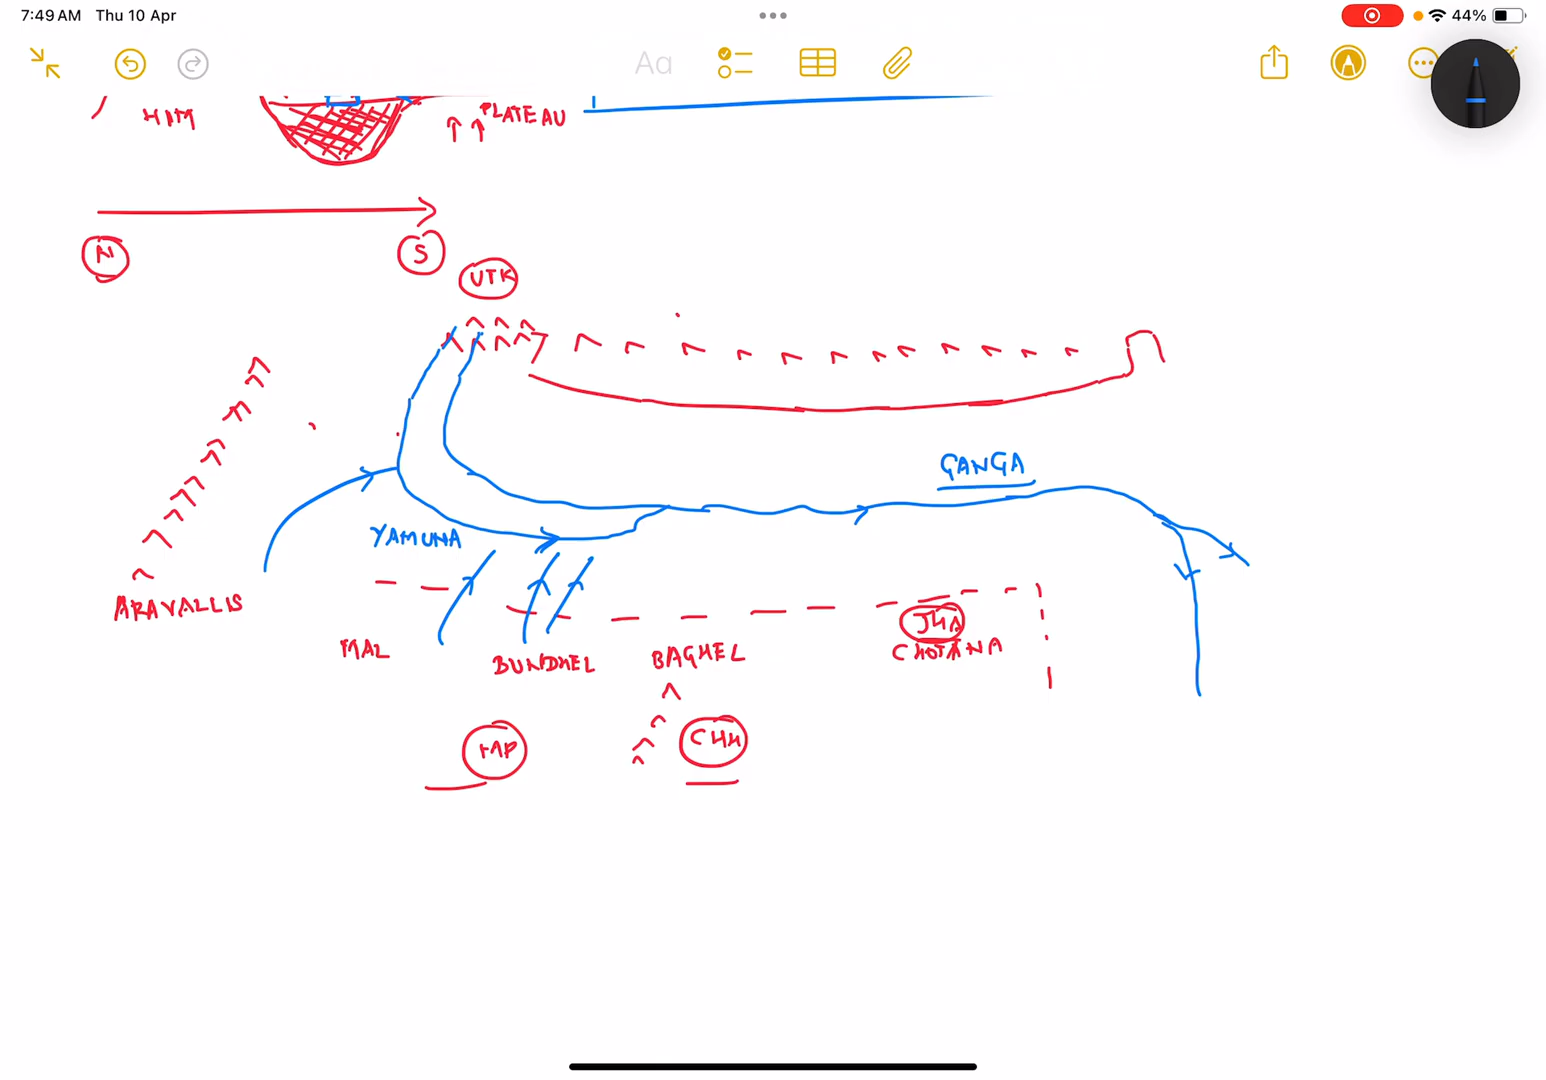 7:49 AM Thu 10 Apr
44%
Aa
HIM
PLATEAU
N
S
UTK
GANGA
YAMUNA
ARAVALLIS
JHA
MAL
BUNDHEL
BAGHEL
CHOTANA
MP
CHH